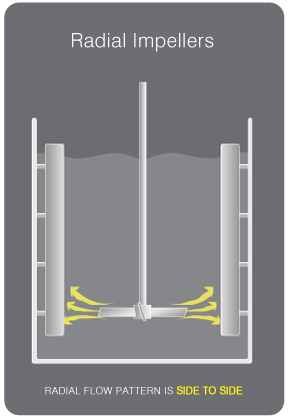 Radial Impellers
RADIAL FLOW PATTERN IS SIDE TO SIDE